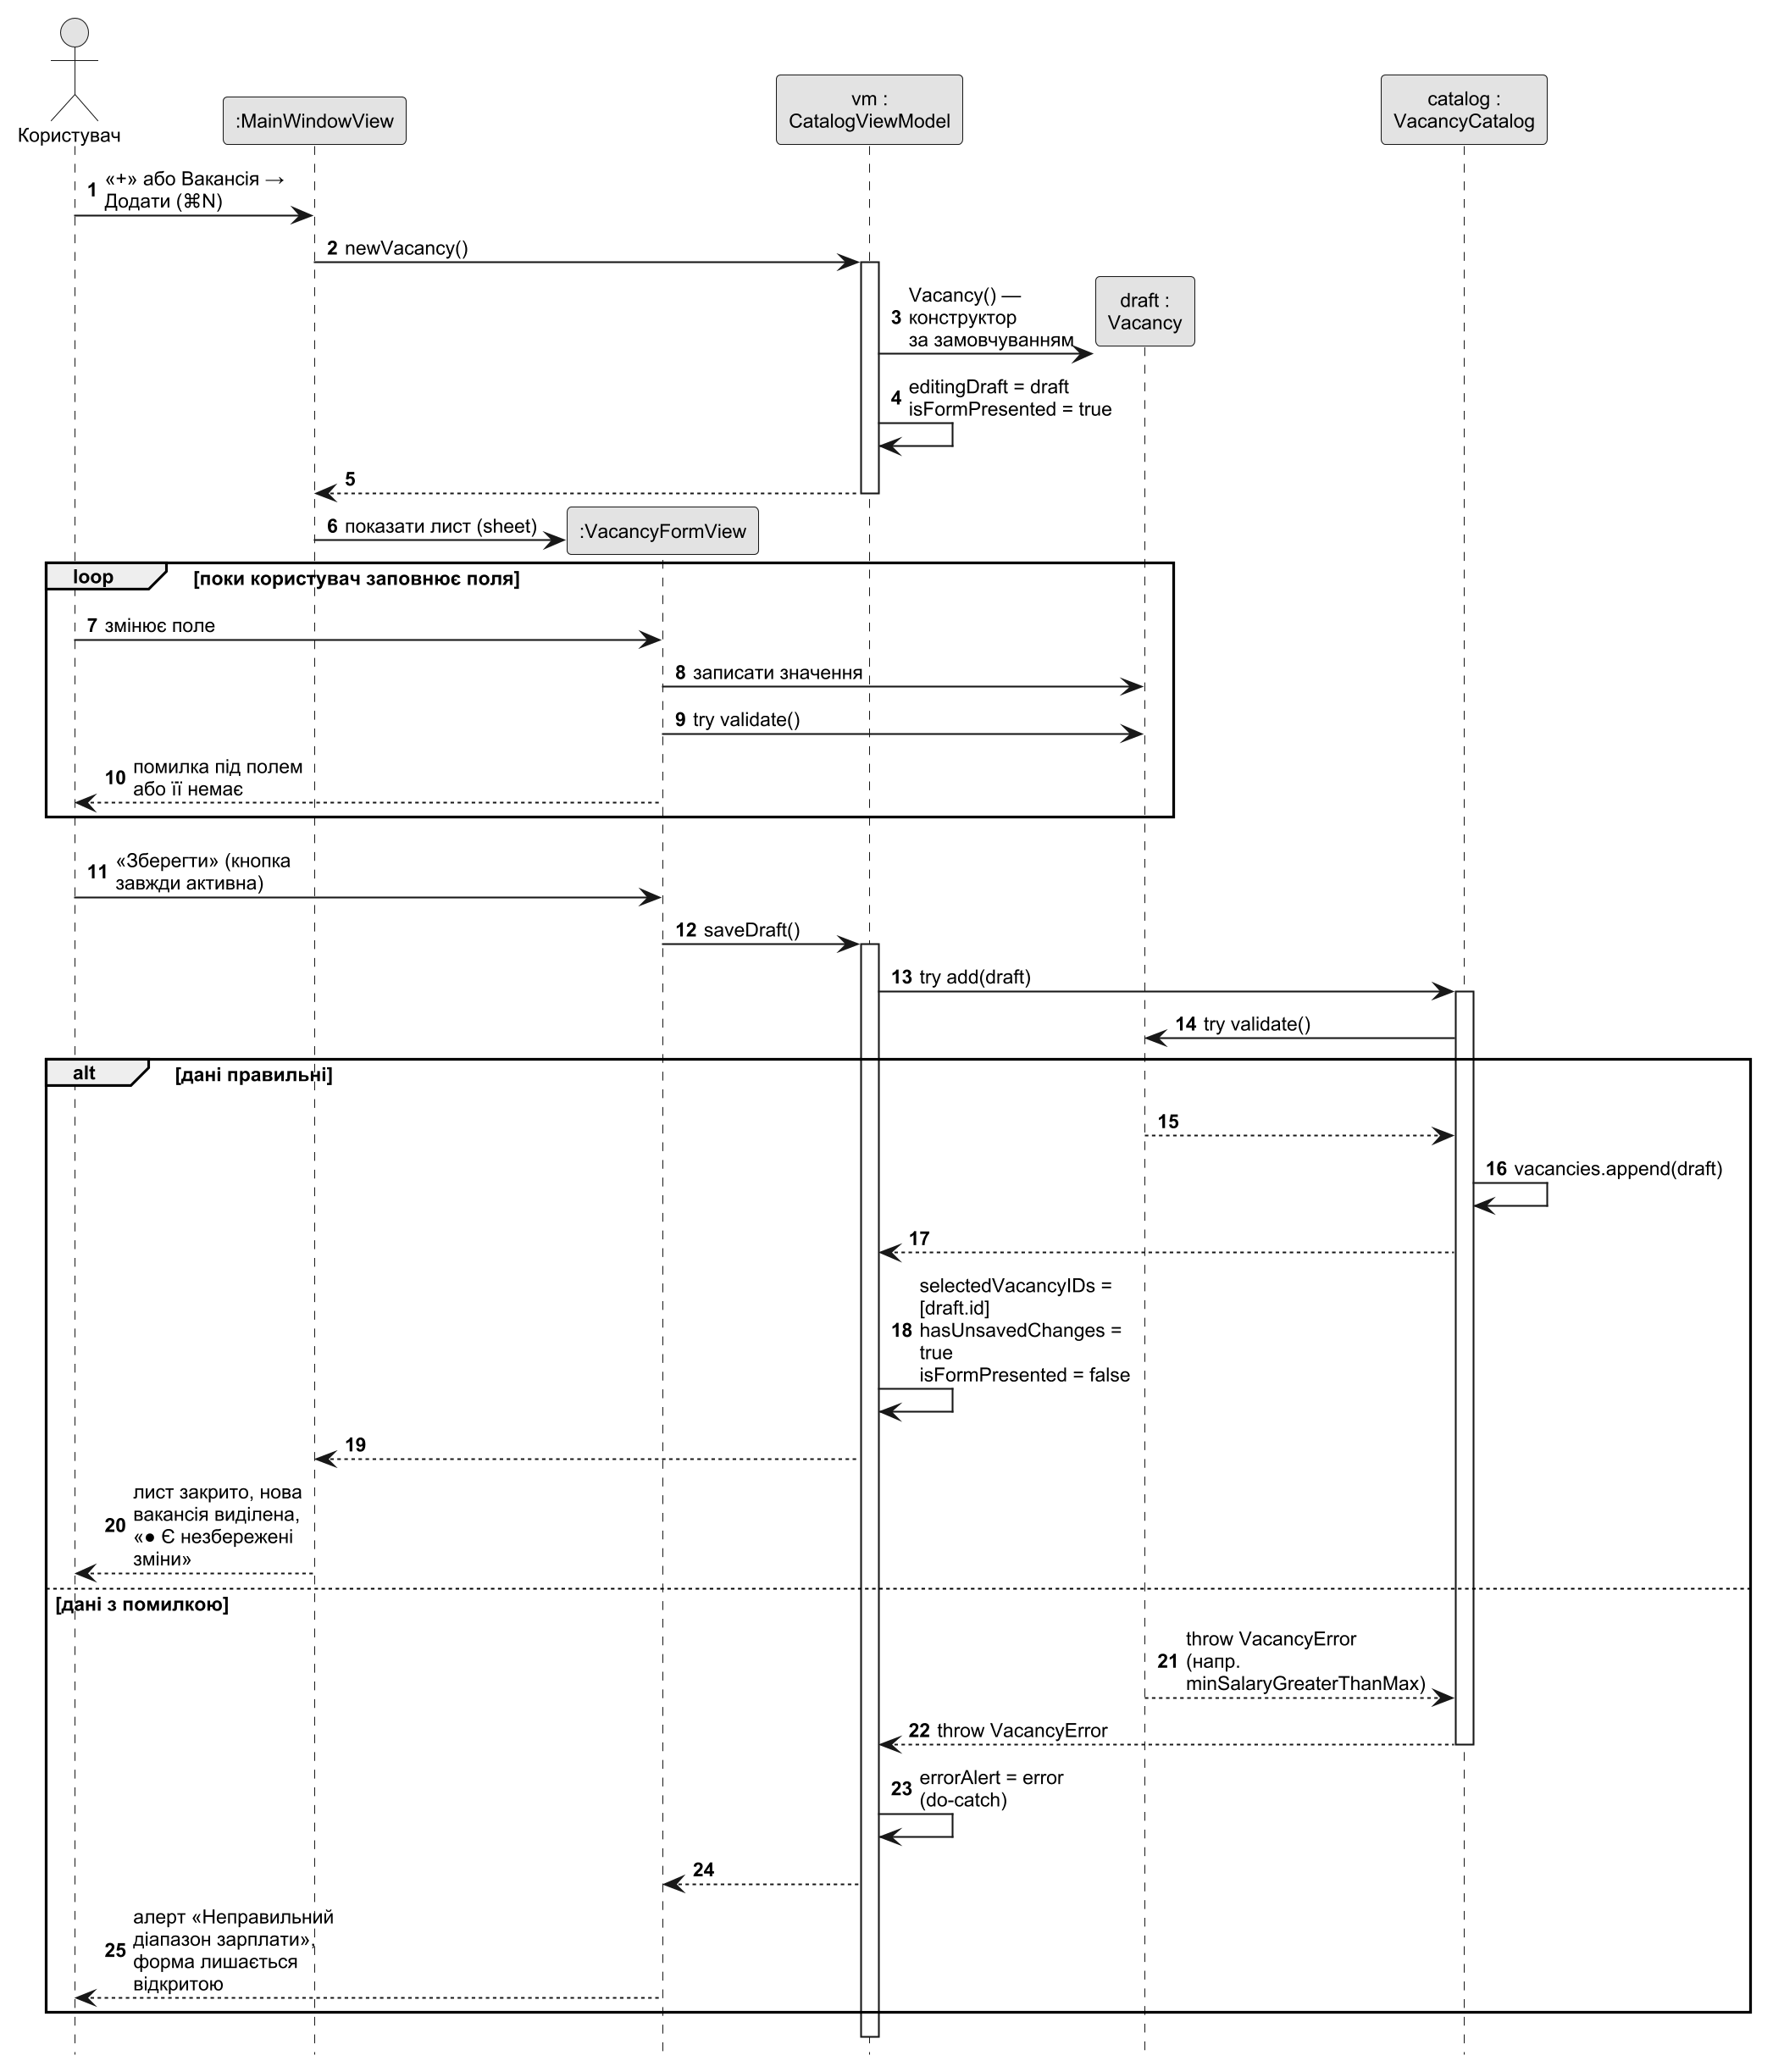 Користувач
:MainWindowView
vm :
CatalogViewModel
catalog :
VacancyCatalog
1 «+» або Вакансія →
Додати (⌘N)
2 newVacancy()
draft :
Vacancy
3 Vacancy() —
конструктор
за замовчуванням
4 editingDraft = draft
isFormPresented = true
5
6 показати лист (sheet)
:VacancyFormView
loop [поки користувач заповнює поля]
7 змінює поле
8 записати значення
9 try validate()
10 помилка під полем
або її немає
11 «Зберегти» (кнопка
завжди активна)
12 saveDraft()
13 try add(draft)
14 try validate()
alt [дані правильні]
15
16 vacancies.append(draft)
17
18 selectedVacancyIDs =
[draft.id]
hasUnsavedChanges =
true
isFormPresented = false
19
20 лист закрито, нова
вакансія виділена,
«● Є незбережені
зміни»
[дані з помилкою]
21 throw VacancyError
(напр.
minSalaryGreaterThanMax)
22 throw VacancyError
23 errorAlert = error
(do-catch)
24
25 алерт «Неправильний
діапазон зарплати»,
форма лишається
відкритою